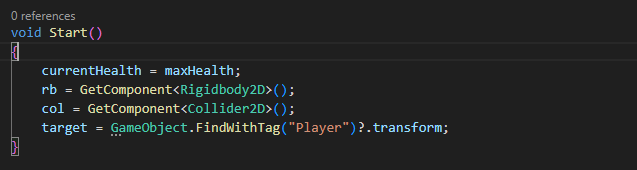 0 references
void Start()
{
    currentHealth = maxHealth;
    rb = GetComponent<Rigidbody2D>();
    col = GetComponent<Collider2D>();
    target = GameObject.FindWithTag("Player")?.transform;
}